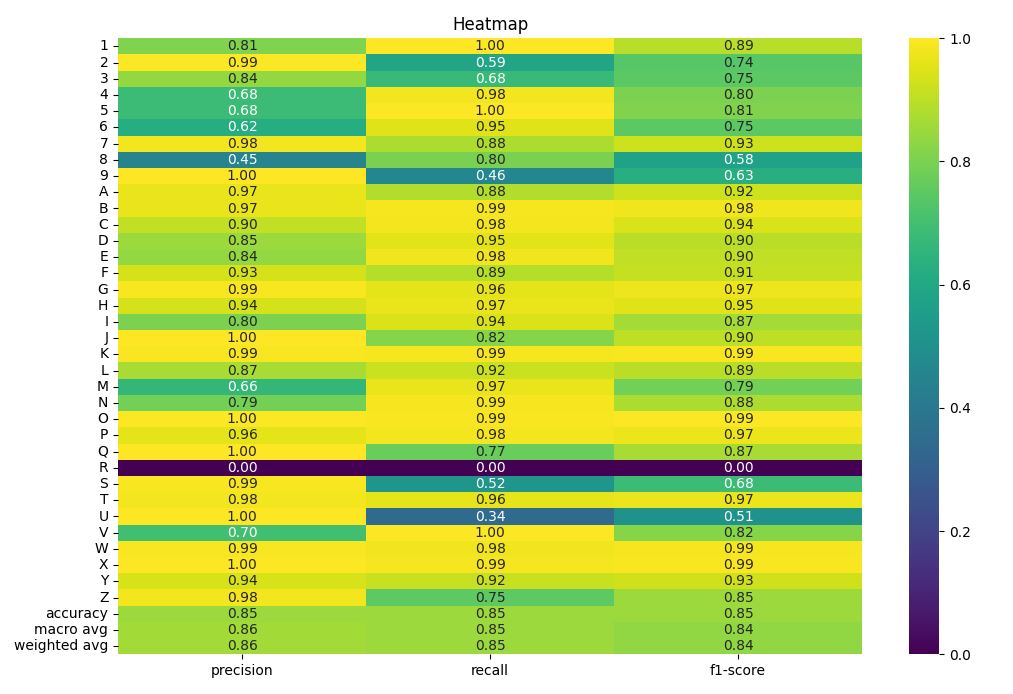 Heatmap
1 0.81 1.00 0.89 1.0
2 0.99 0.59 0.74
3 0.84 0.68 0.75
4 0.68 0.98 0.80
5 0.68 1.00 0.81
6 0.62 0.95 0.75
7 0.98 0.88 0.93
8 0.45 0.80 0.58 0.8
9 1.00 0.46 0.63
A 0.97 0.88 0.92
B 0.97 0.99 0.98
C 0.90 0.98 0.94
D 0.85 0.95 0.90
E 0.84 0.98 0.90
F 0.93 0.89 0.91
G 0.99 0.96 0.97 0.6
H 0.94 0.97 0.95
I 0.80 0.94 0.87
J 1.00 0.82 0.90
K 0.99 0.99 0.99
L 0.87 0.92 0.89
M 0.66 0.97 0.79
N 0.79 0.99 0.88 0.4
O 1.00 0.99 0.99
P 0.96 0.98 0.97
Q 1.00 0.77 0.87
R 0.00 0.00 0.00
S 0.99 0.52 0.68
T 0.98 0.96 0.97
U 1.00 0.34 0.51
V 0.70 1.00 0.82 0.2
W 0.99 0.98 0.99
X 1.00 0.99 0.99
Y 0.94 0.92 0.93
Z 0.98 0.75 0.85
accuracy 0.85 0.85 0.85
macro avg 0.86 0.85 0.84
weighted avg 0.86 0.85 0.84 0.0
precision recall f1-score